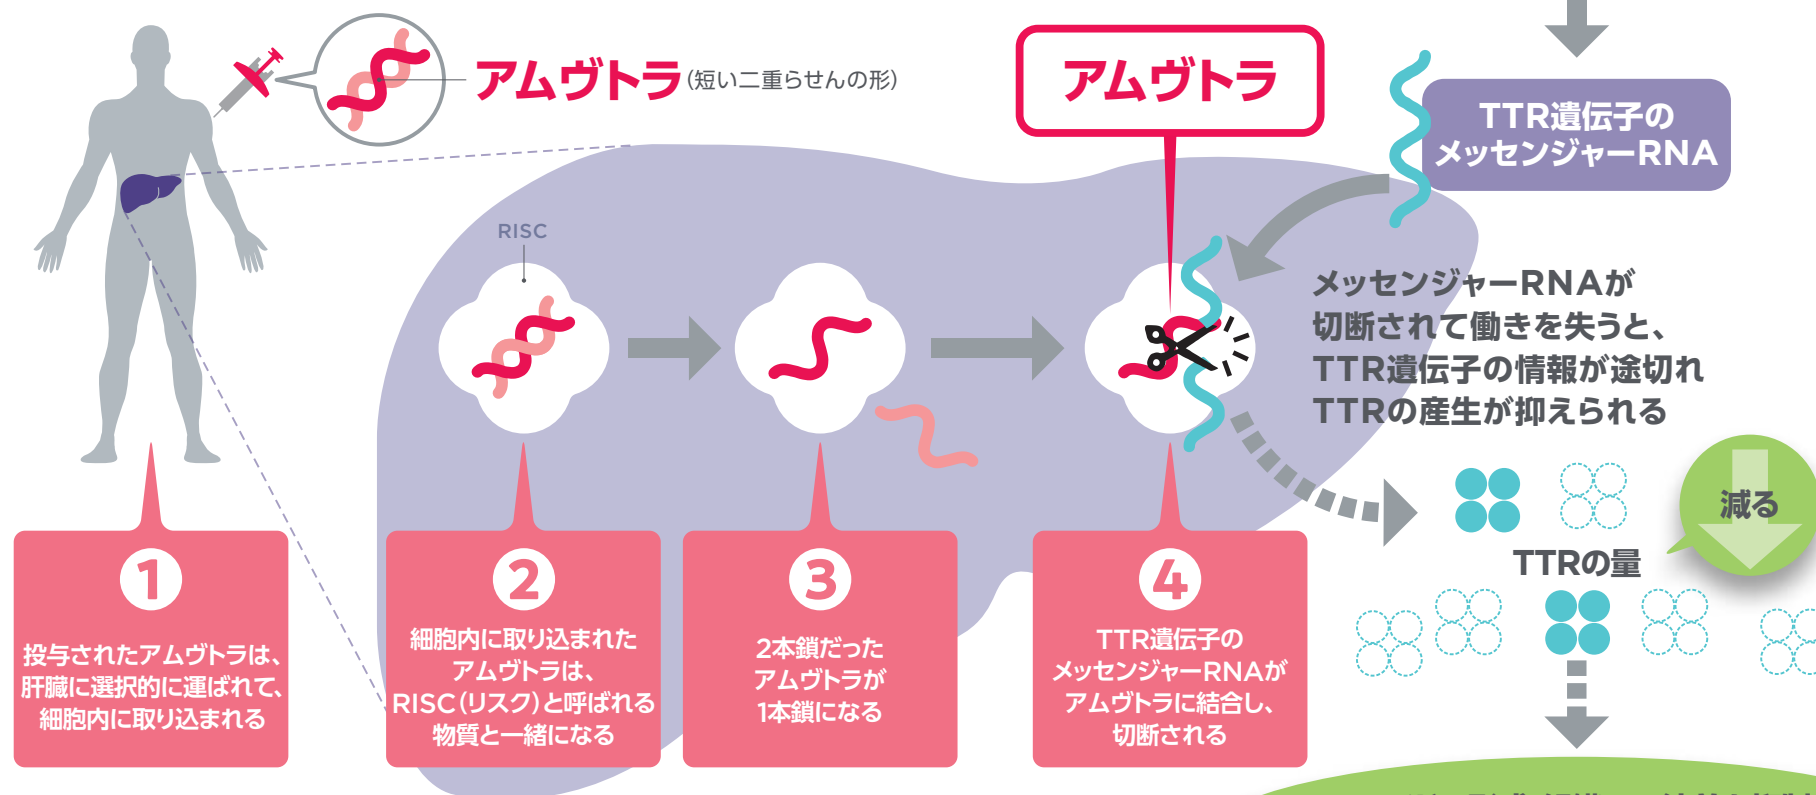 アムヴトラ(短い二重らせんの形)
アムヴトラ
TTR遺伝子の
メッセンジャーRNA
RISC
メッセンジャーRNAが
切断されて働きを失うと、
TTR遺伝子の情報が途切れ
TTRの産生が抑えられる
減る
TTRの量
1
投与されたアムヴトラは、
肝臓に選択的に運ばれて、
細胞内に取り込まれる
2
細胞内に取り込まれた
アムヴトラは、
RISC(リスク)と呼ばれる
物質と一緒になる
3
2本鎖だった
アムヴトラが
1本鎖になる
4
TTR遺伝子の
メッセンジャーRNAが
アムヴトラに結合し、
切断される